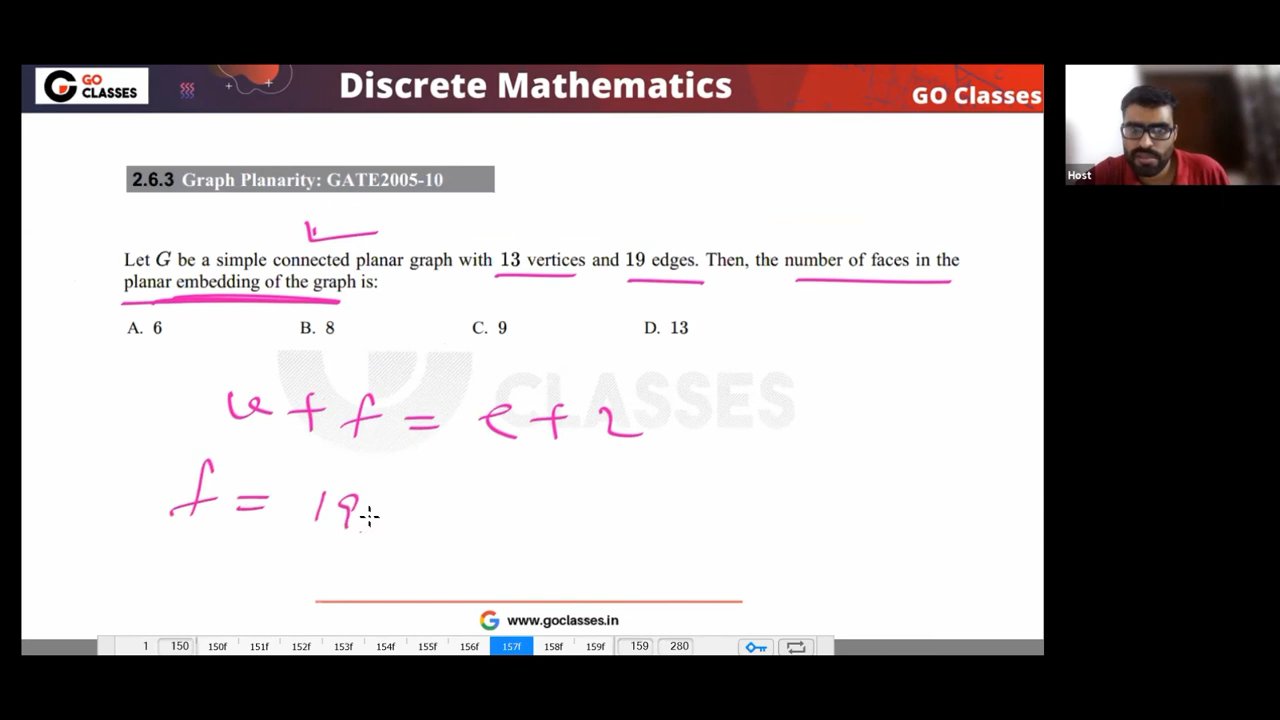 GO
CLASSES
Discrete Mathematics
GO Classes
2.6.3 Graph Planarity: GATE2005-10
Let G be a simple connected planar graph with 13 vertices and 19 edges. Then, the number of faces in the
planar embedding of the graph is:
A. 6 B. 8 C. 9 D. 13
CLASSES
v + f = e + 2
f = 19
www.goclasses.in
1 150 150f 151f 152f 153f 154f 155f 156f 157f 158f 159f 159 280
Host